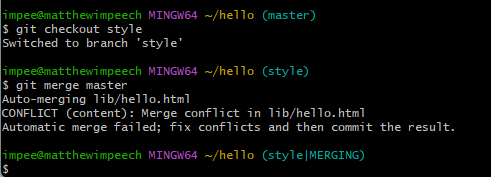 impee@matthewimpeech MINGW64 ~/hello (master)
$ git checkout style
Switched to branch 'style'
impee@matthewimpeech MINGW64 ~/hello (style)
$ git merge master
Auto-merging lib/hello.html
CONFLICT (content): Merge conflict in lib/hello.html
Automatic merge failed; fix conflicts and then commit the result.
impee@matthewimpeech MINGW64 ~/hello (style|MERGING)
$